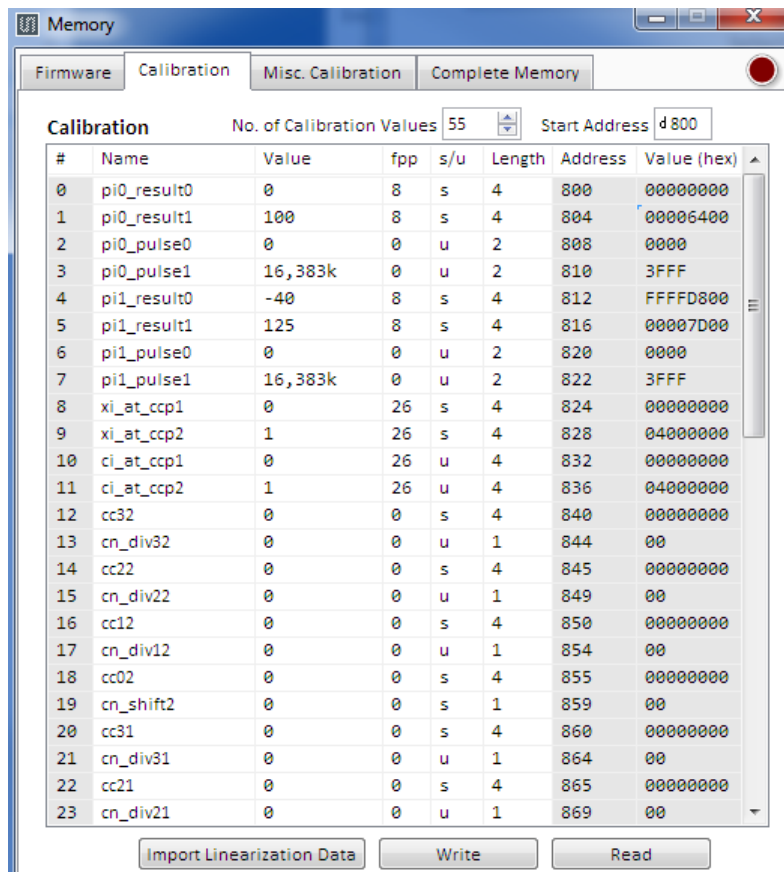 Memory
Firmware Calibration Misc. Calibration Complete Memory
Calibration No. of Calibration Values 55 Start Address d 800
# Name Value fpp s/u Length Address Value (hex)
0 pi0_result0 0 8 s 4 800 00000000
1 pi0_result1 100 8 s 4 804 00006400
2 pi0_pulse0 0 0 u 2 808 0000
3 pi0_pulse1 16,383k 0 u 2 810 3FFF
4 pi1_result0 -40 8 s 4 812 FFFFD800
5 pi1_result1 125 8 s 4 816 00007D00
6 pi1_pulse0 0 0 u 2 820 0000
7 pi1_pulse1 16,383k 0 u 2 822 3FFF
8 xi_at_ccp1 0 26 s 4 824 00000000
9 xi_at_ccp2 1 26 s 4 828 04000000
10 ci_at_ccp1 0 26 u 4 832 00000000
11 ci_at_ccp2 1 26 u 4 836 04000000
12 cc32 0 0 s 4 840 00000000
13 cn_div32 0 0 u 1 844 00
14 cc22 0 0 s 4 845 00000000
15 cn_div22 0 0 u 1 849 00
16 cc12 0 0 s 4 850 00000000
17 cn_div12 0 0 u 1 854 00
18 cc02 0 0 s 4 855 00000000
19 cn_shift2 0 0 s 1 859 00
20 cc31 0 0 s 4 860 00000000
21 cn_div31 0 0 u 1 864 00
22 cc21 0 0 s 4 865 00000000
23 cn_div21 0 0 u 1 869 00
Import Linearization Data Write Read